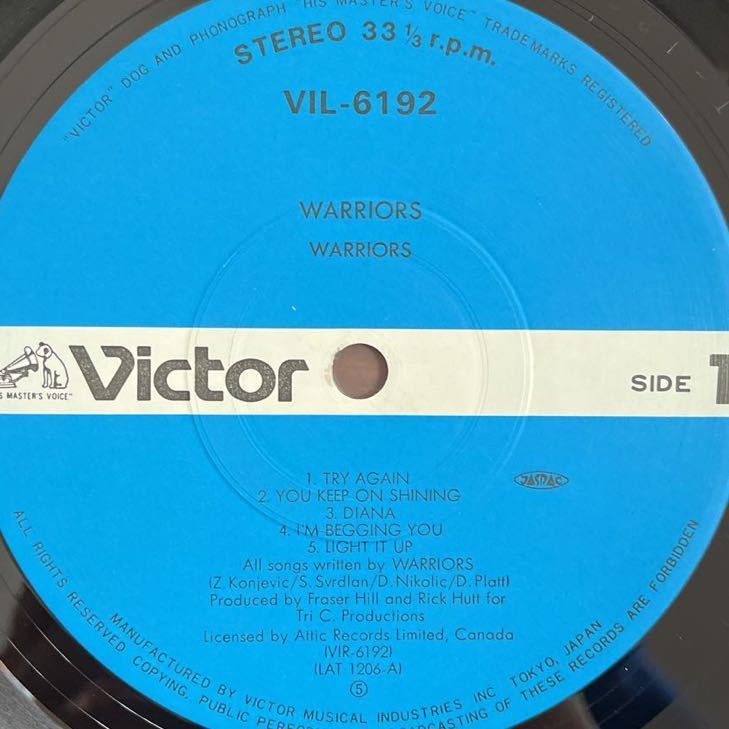 "VICTOR" DOG AND PHONOGRAPH "HIS MASTER'S VOICE" TRADEMARKS REGISTERED
STEREO 33 1/3 r.p.m.
VIL-6192
WARRIORS
WARRIORS
Victor
S MASTER'S VOICE"
SIDE 1
1. TRY AGAIN
2. YOU KEEP ON SHINING
3. DIANA
4. I'M BEGGING YOU
5. LIGHT IT UP
JASRAC
All songs written by WARRIORS
(Z. Konjevic/S. Svrdlan/D. Nikolic/D. Platt)
Produced by Fraser Hill and Rick Hutt for
Tri C. Productions
Licensed by Attic Records Limited, Canada
(VIR-6192)
(LAT 1206-A)
⑤
MANUFACTURED BY VICTOR MUSICAL INDUSTRIES INC. TOKYO, JAPAN
ALL RIGHTS RESERVED. COPYING, PUBLIC PERFO BROADCASTING OF THESE RECORDS ARE FORBIDDEN